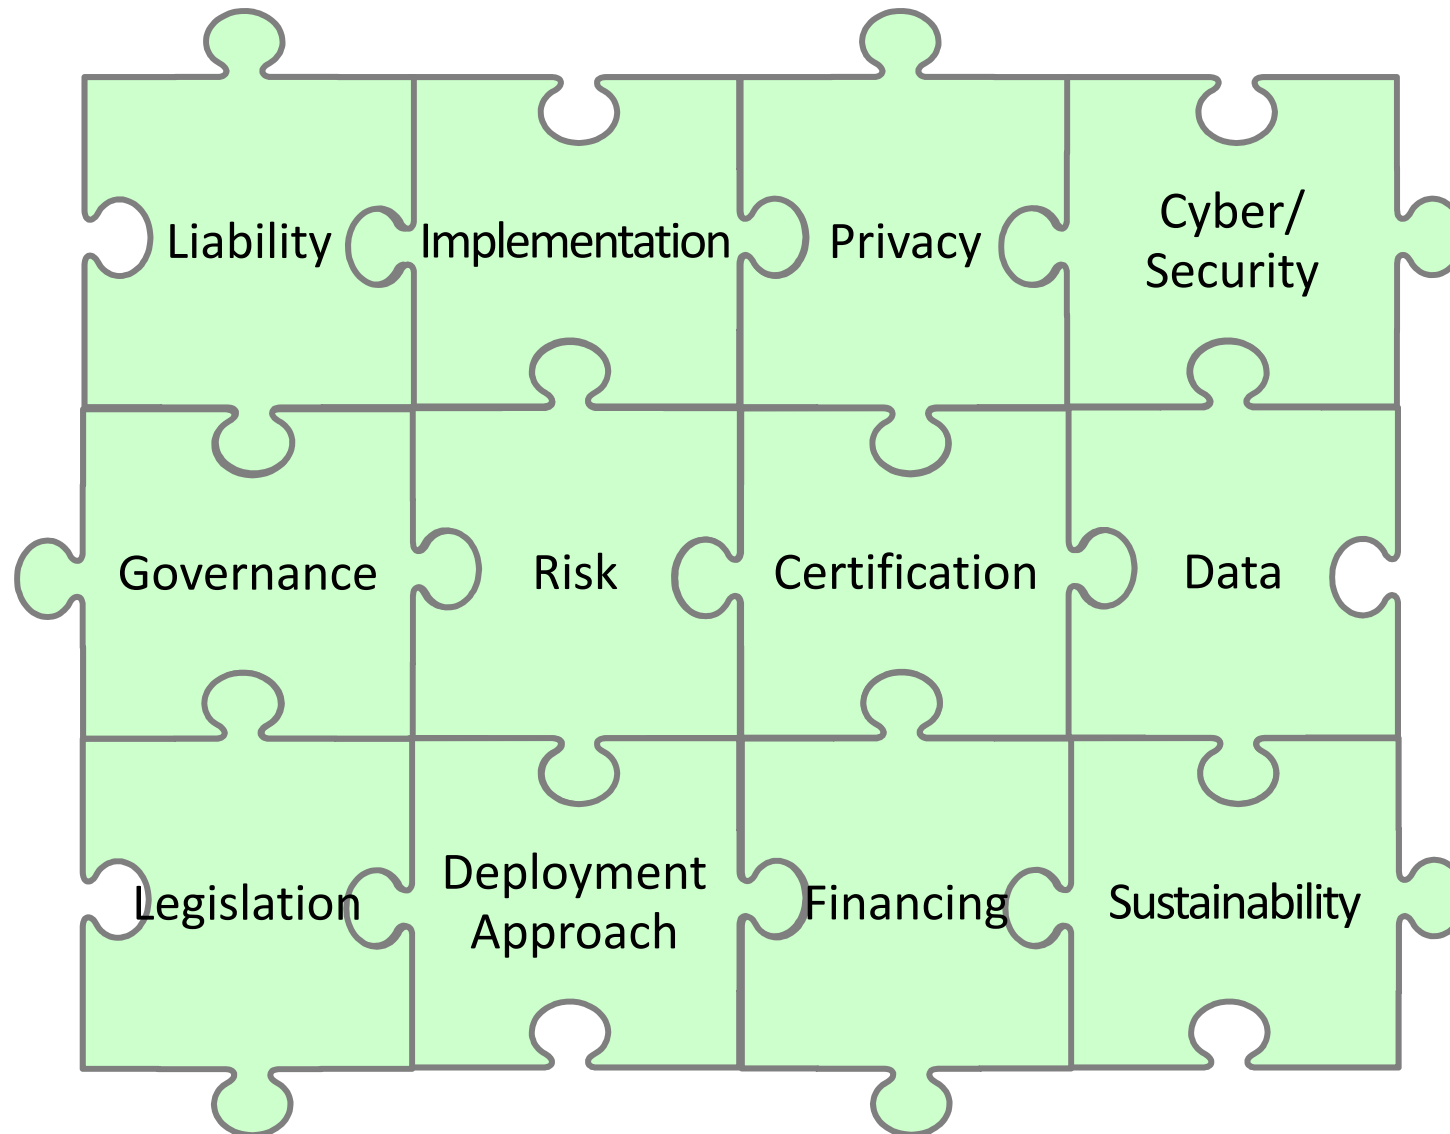 Liability
Implementation
Privacy
Cyber/
Security
Governance
Risk
Certification
Data
Legislation
Deployment
Approach
Financing
Sustainability